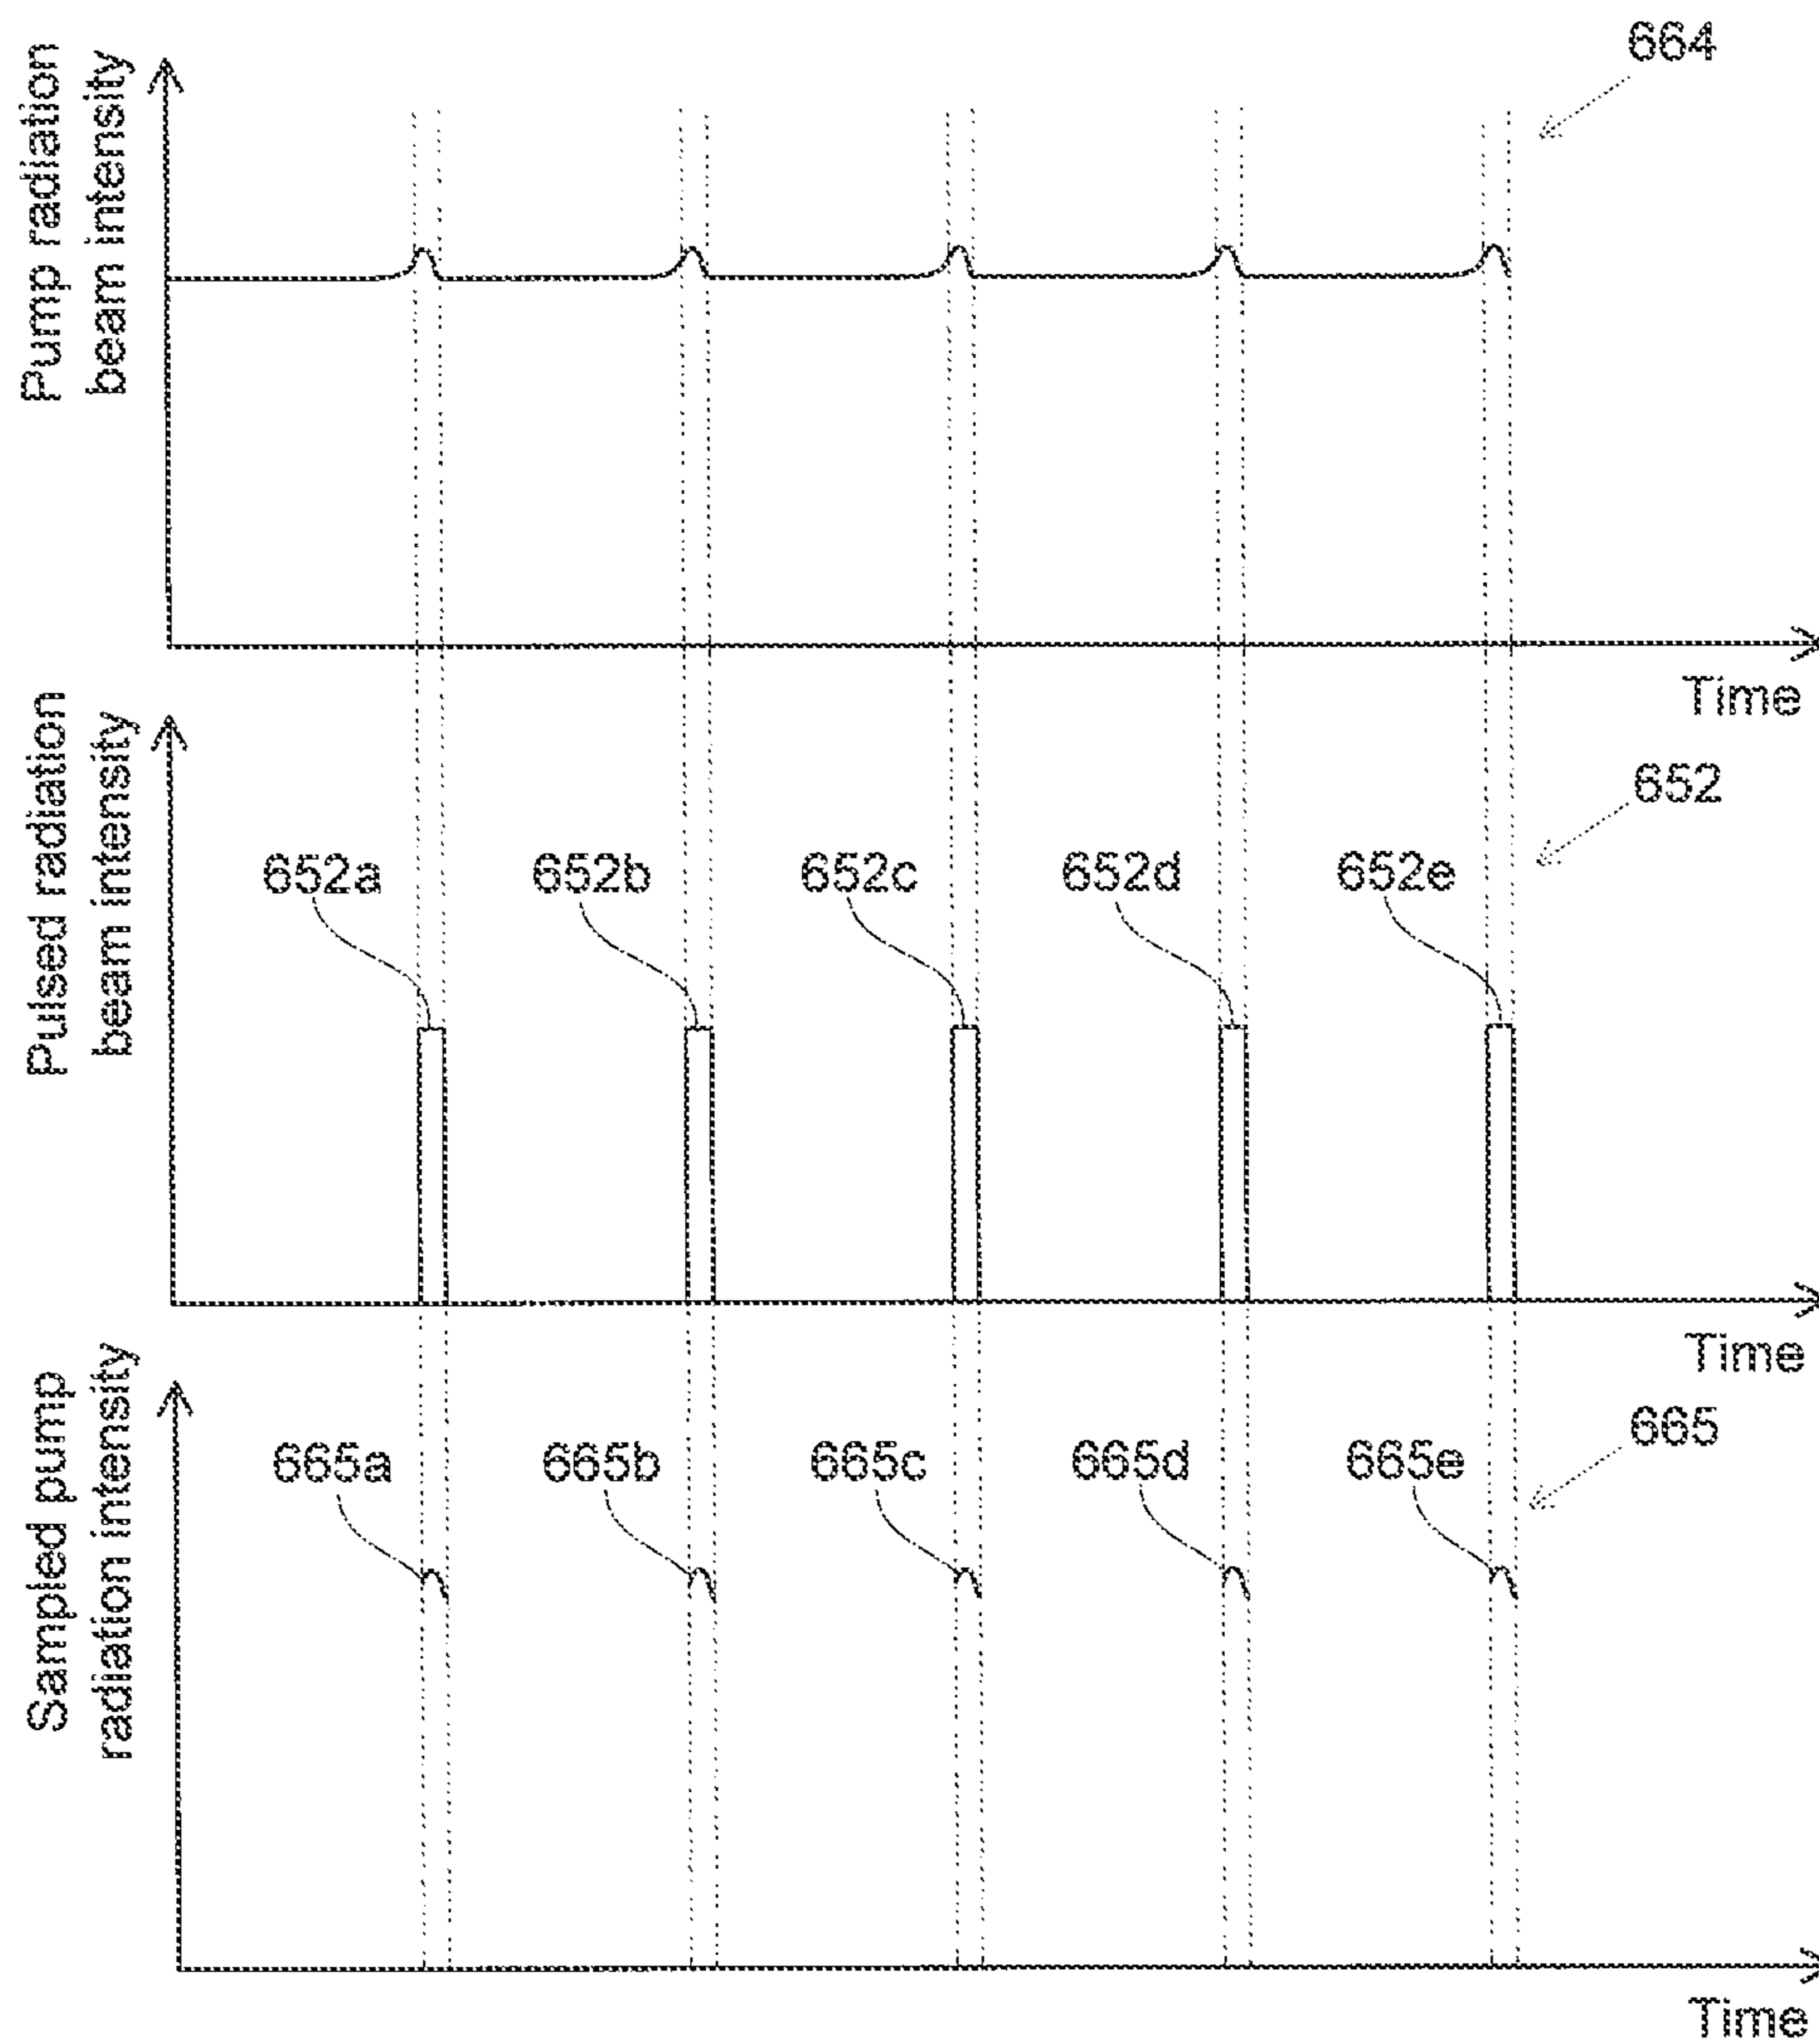 664
Pump radiation
beam intensity
Time
652
Pulsed radiation
beam intensity
652a 652b 652c 652d 652e
Time
665
Sampled pump
radiation intensity
665a 665b 665c 665d 665e
Time